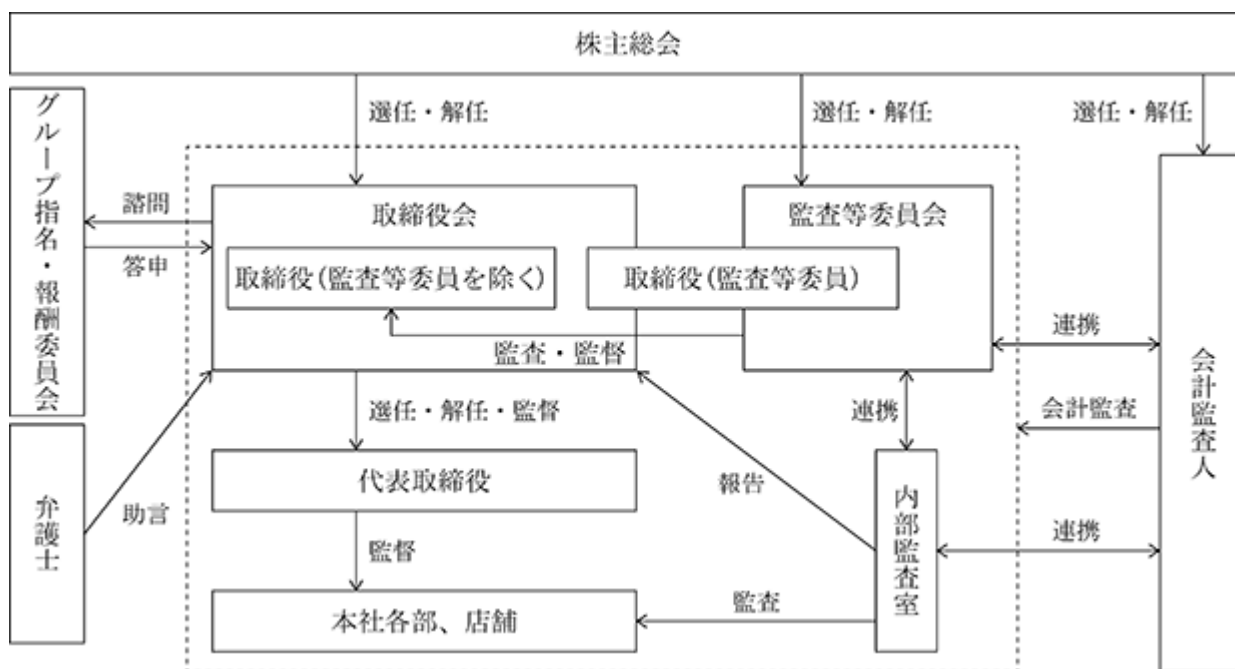 株主総会
選任・解任
選任・解任
選任・解任
グループ指名・報酬委員会
諮問
答申
取締役会
監査等委員会
取締役（監査等委員を除く）
取締役（監査等委員）
監査・監督
連携
会計監査人
選任・解任・監督
連携
会計監査
弁護士
助言
代表取締役
報告
内部監査室
連携
監督
本社各部、店舗
監査